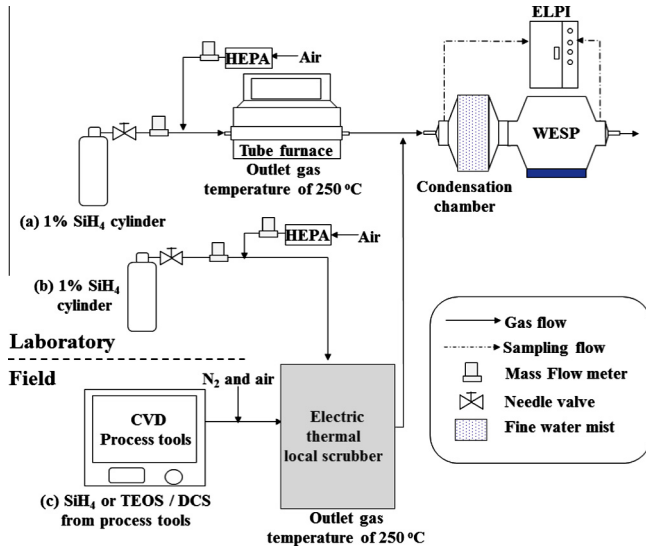 ELPI
HEPA
Air
WESP
Tube furnace
Outlet gas
temperature of 250 °C
Condensation
chamber
(a) 1% SiH₄ cylinder
HEPA
Air
(b) 1% SiH₄
cylinder
Laboratory
Field
N₂ and air
CVD
Process tools
Electric
thermal
local scrubber
(c) SiH₄ or TEOS / DCS
from process tools
Outlet gas
temperature of 250 °C
Gas flow
Sampling flow
Mass Flow meter
Needle valve
Fine water mist